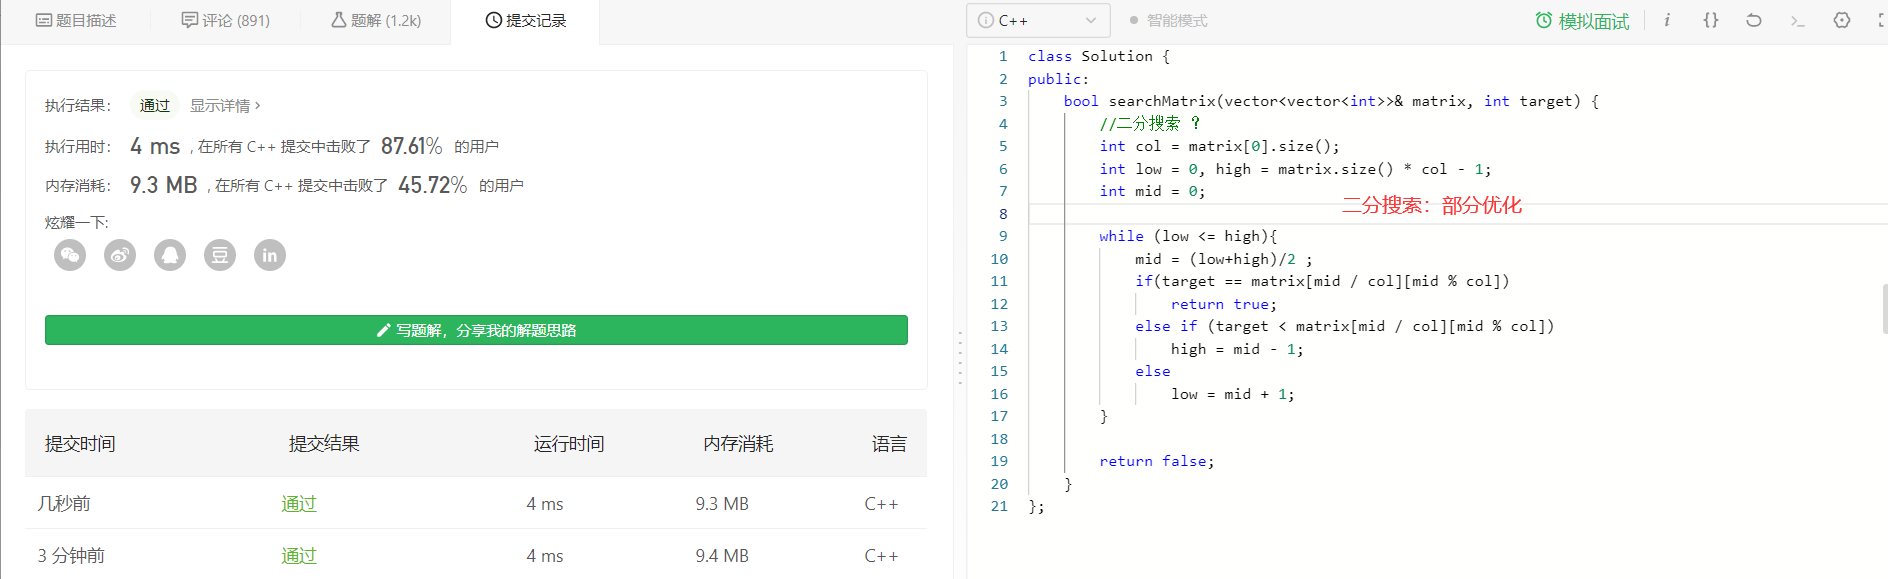 题目描述
评论 (891)
题解 (1.2k)
提交记录
执行结果： 通过 显示详情 >
执行用时： 4 ms , 在所有 C++ 提交中击败了 87.61% 的用户
内存消耗： 9.3 MB , 在所有 C++ 提交中击败了 45.72% 的用户
炫耀一下:
豆 in
写题解，分享我的解题思路
提交时间 提交结果 运行时间 内存消耗 语言
几秒前 通过 4 ms 9.3 MB C++
3 分钟前 通过 4 ms 9.4 MB C++
C++ 智能模式 模拟面试 i {} >_
1 class Solution {
2 public:
3 bool searchMatrix(vector<vector<int>>& matrix, int target) {
4 //二分搜索 ？
5 int col = matrix[0].size();
6 int low = 0, high = matrix.size() * col - 1;
7 int mid = 0;
二分搜索：部分优化
8
9 while (low <= high){
10 mid = (low+high)/2 ;
11 if(target == matrix[mid / col][mid % col])
12 return true;
13 else if (target < matrix[mid / col][mid % col])
14 high = mid - 1;
15 else
16 low = mid + 1;
17 }
18
19 return false;
20 }
21 };